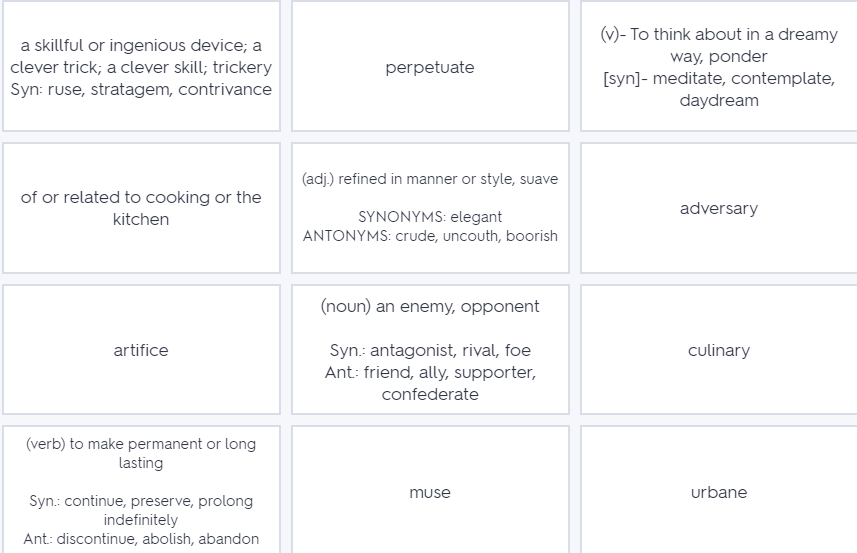 a skillful or ingenious device; a
clever trick; a clever skill; trickery
Syn: ruse, stratagem, contrivance
perpetuate
(v)- To think about in a dreamy
way, ponder
[syn]- meditate, contemplate,
daydream
of or related to cooking or the
kitchen
(adj.) refined in manner or style, suave
SYNONYMS: elegant
ANTONYMS: crude, uncouth, boorish
adversary
artifice
(noun) an enemy, opponent
Syn.: antagonist, rival, foe
Ant.: friend, ally, supporter,
confederate
culinary
(verb) to make permanent or long
lasting
Syn.: continue, preserve, prolong
indefinitely
Ant.: discontinue, abolish, abandon
muse
urbane